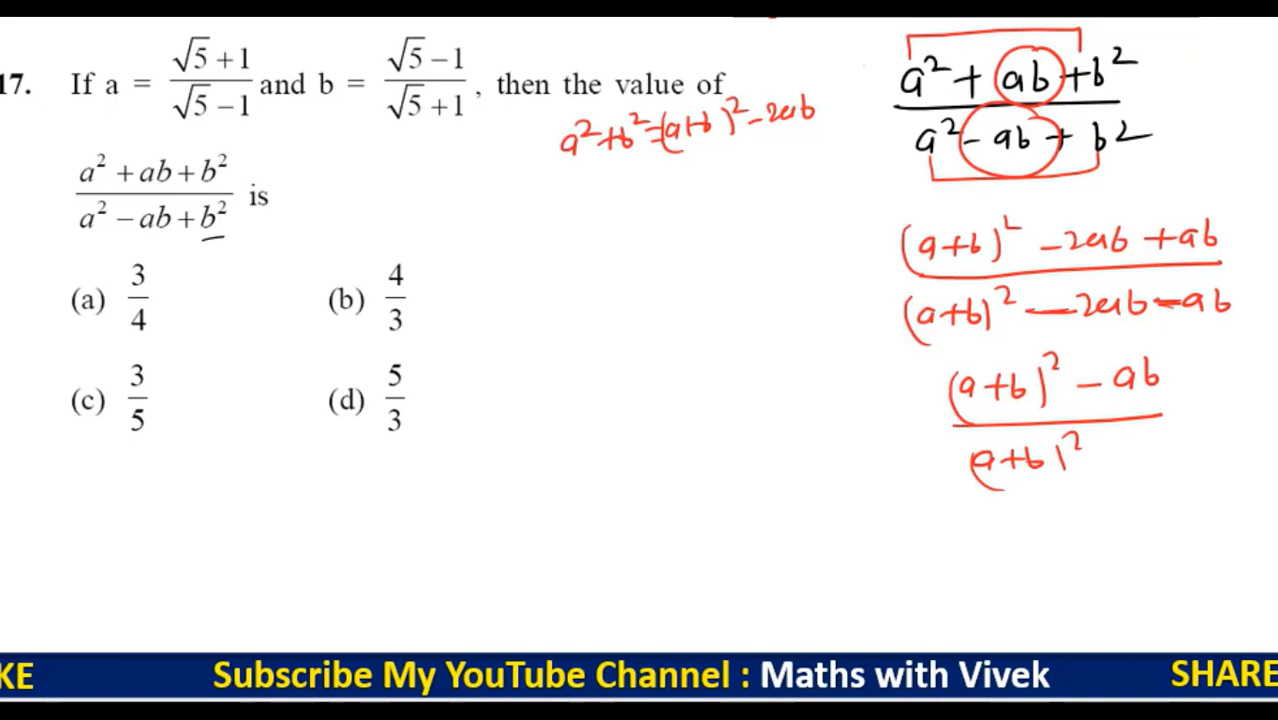 17. If a = (√5 + 1)/(√5 − 1) and b = (√5 − 1)/(√5 + 1), then the value of
(a² + ab + b²)/(a² − ab + b²) is
(a) 3/4 (b) 4/3
(c) 3/5 (d) 5/3
a² + b² = (a+b)² − 2ab
a² + ab + b²
a² − ab + b2
(a+b)² − 2ab + ab
(a+b)² − 2ab − ab
(a+b)² − ab
(a+b)²
KE Subscribe My YouTube Channel : Maths with Vivek SHARE